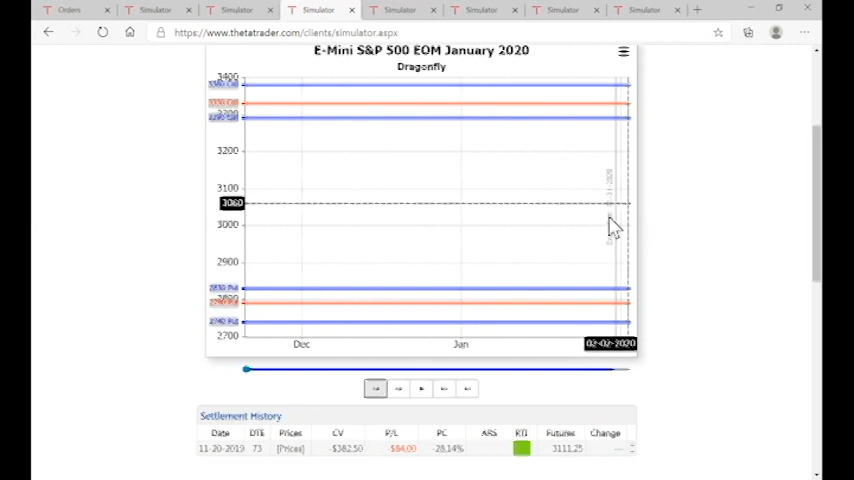 Orders Simulator Simulator Simulator Simulator Simulator Simulator Simulator
https://www.thetatrader.com/clients/simulator.aspx
E-Mini S&P 500 EOM January 2020
Dragonfly
3400
3200
3100
3060
3000
2900
2700
Dec Jan 02-02-2020
Settlement History
Date DTE Prices CV P/L PC ARS RTI Futures Change
11-20-2019 73 [Prices] -$382,50 -$84,00 -28,14% 3111,25 ---